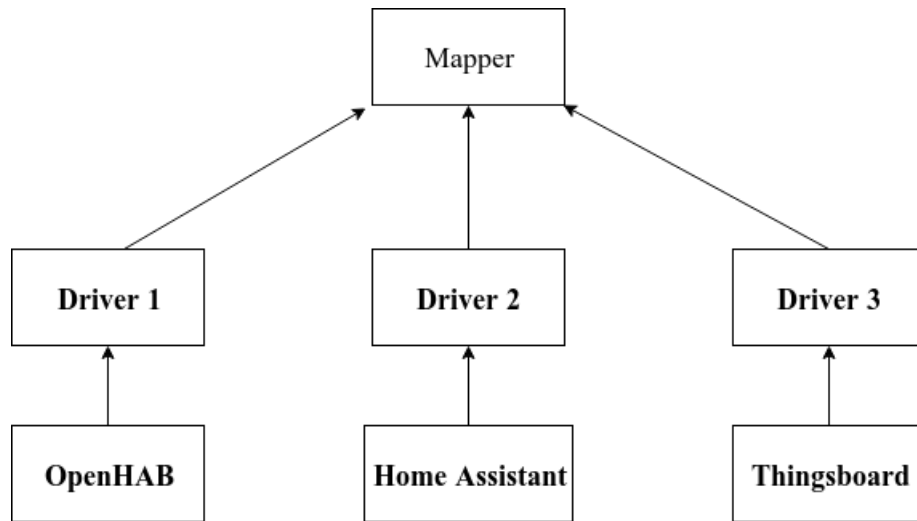 Mapper
Driver 1
Driver 2
Driver 3
OpenHAB
Home Assistant
Thingsboard